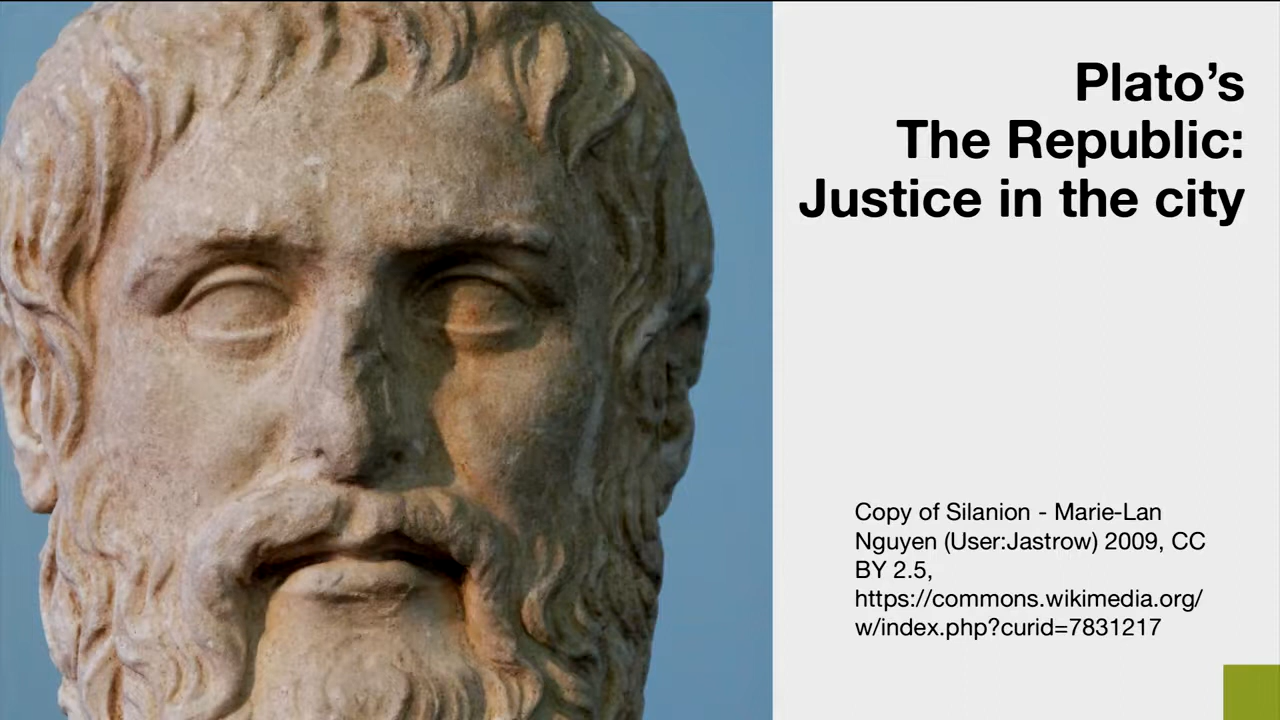 Plato’s
The Republic:
Justice in the city
Copy of Silanion - Marie-Lan
Nguyen (User:Jastrow) 2009, CC
BY 2.5,
https://commons.wikimedia.org/
w/index.php?curid=7831217